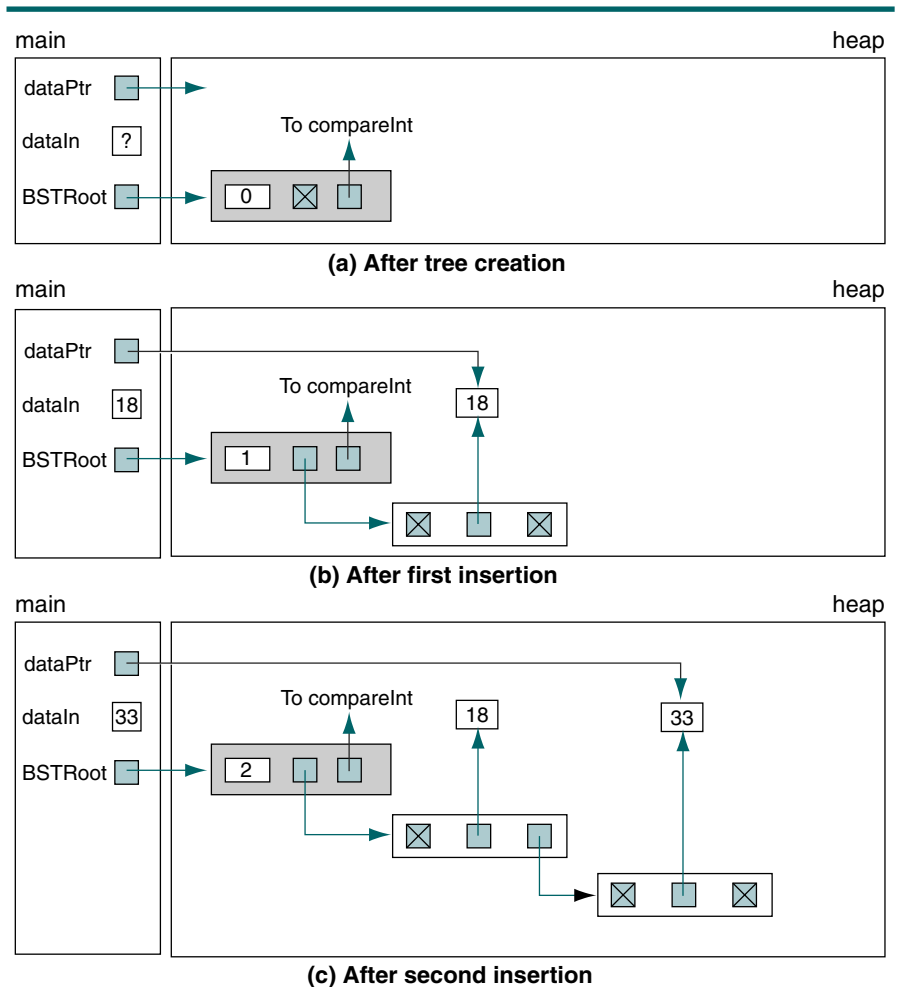 main heap
dataPtr
To compareInt
dataIn ?
BSTRoot 0
(a) After tree creation
main heap
dataPtr
To compareInt
dataIn 18 18
BSTRoot 1
(b) After first insertion
main heap
dataPtr
To compareInt
dataIn 33 18 33
BSTRoot 2
(c) After second insertion